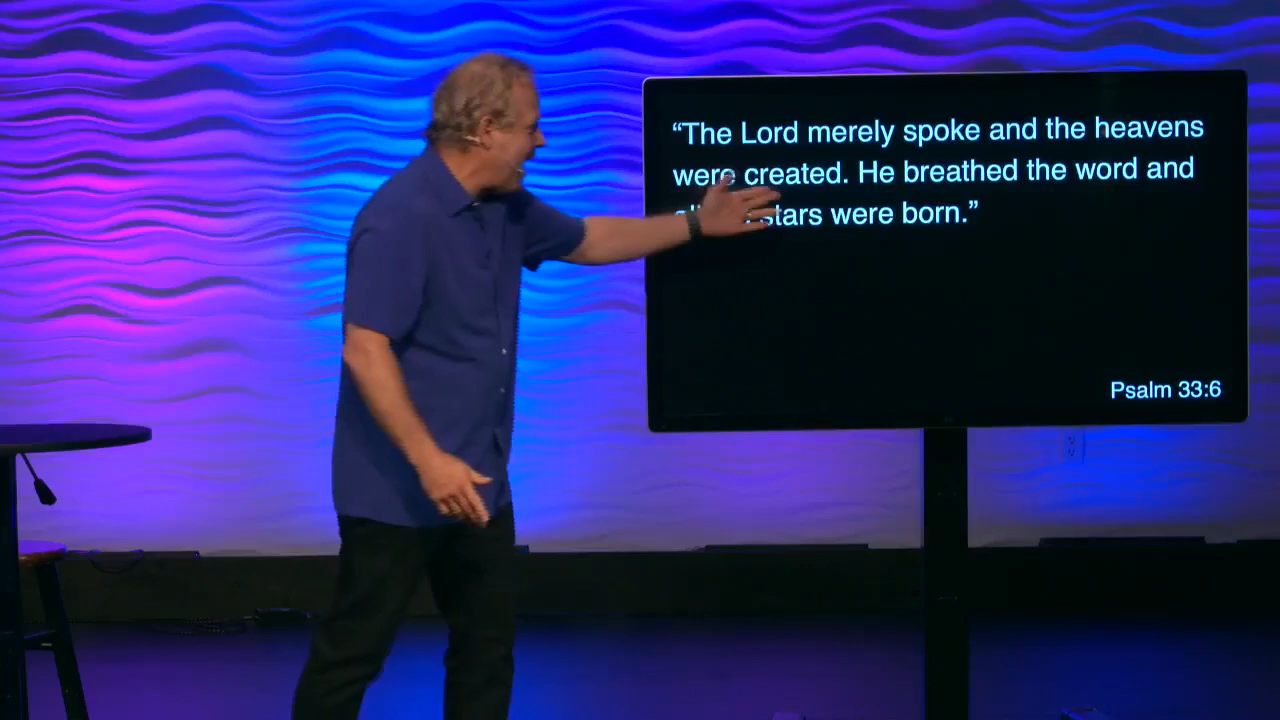 “The Lord merely spoke and the heavens
were created. He breathed the word and
stars were born.”
Psalm 33:6